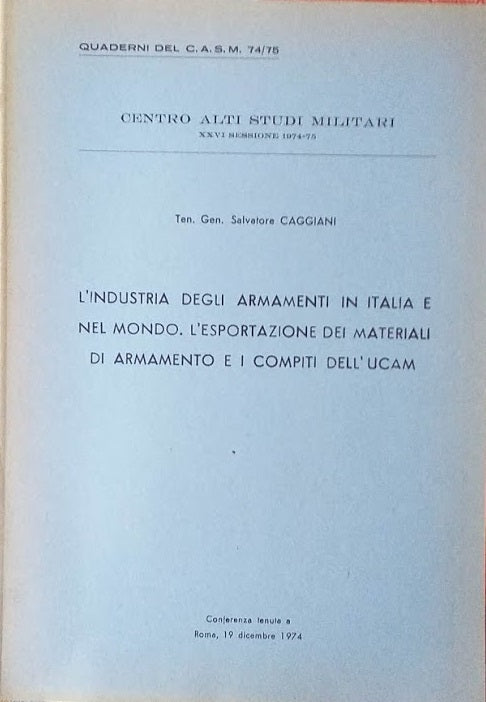 QUADERNI DEL C.A.S.M. 74/75
CENTRO ALTI STUDI MILITARI
XXVI SESSIONE 1974-75
Ten. Gen. Salvatore CAGGIANI
L'INDUSTRIA DEGLI ARMAMENTI IN ITALIA E
NEL MONDO. L'ESPORTAZIONE DEI MATERIALI
DI ARMAMENTO E I COMPITI DELL'UCAM
Conferenza tenuta a
Roma, 19 dicembre 1974